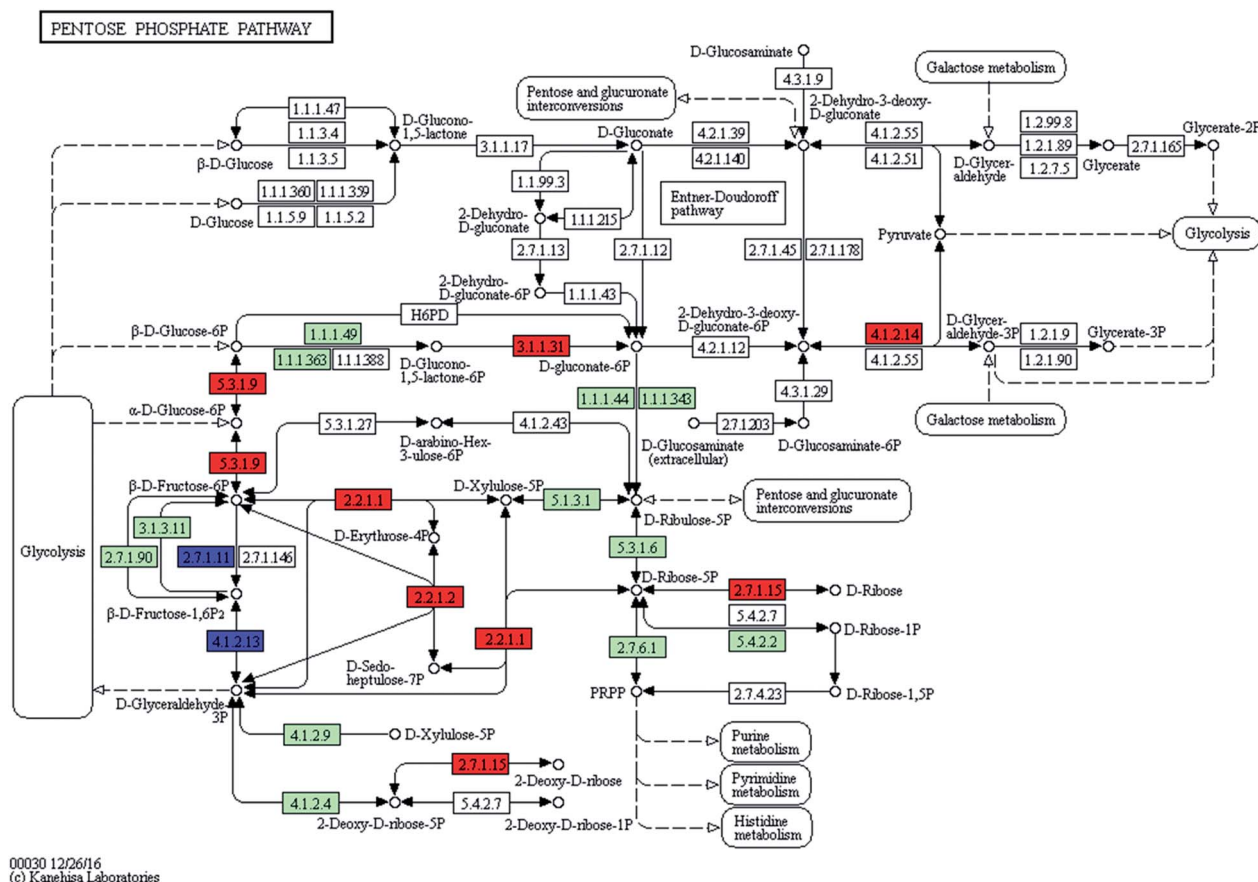 PENTOSE PHOSPHATE PATHWAY
D-Glucosaminate
4.3.1.9
Galactose metabolism
Pentose and glucuronate
interconversions
2-Dehydro-3-deoxy-
D-gluconate
1.1.1.47
D-Glucono-
1,5-lactone
1.1.3.4
1.1.3.5
β-D-Glucose
3.1.1.17
D-Gluconate
4.2.1.39
4.2.1.140
4.1.2.55
4.1.2.51
D-Glycer-
aldehyde
1.2.99.8
1.2.1.89
1.2.7.5
Glycerate
2.7.1.165
Glycerate-2P
1.1.1.360
1.1.1.359
1.1.5.9
1.1.5.2
D-Glucose
1.1.99.3
2-Dehydro-
D-gluconate
1.1.1.215
Entner-Doudoroff
pathway
2.7.1.13
2.7.1.12
2.7.1.45
2.7.1.178
Pyruvate
Glycolysis
2-Dehydro-
D-gluconate-6P
1.1.1.43
H6PD
β-D-Glucose-6P
1.1.1.49
1.1.1.363
1.1.1.388
D-Glucono-
1,5-lactone-6P
3.1.1.31
D-gluconate-6P
2-Dehydro-3-deoxy-
D-gluconate-6P
4.2.1.12
4.1.2.14
4.1.2.55
D-Glycer-
aldehyde-3P
1.2.1.9
1.2.1.90
Glycerate-3P
5.3.1.9
α-D-Glucose-6P
1.1.1.44
1.1.1.343
4.3.1.29
Galactose metabolism
5.3.1.27
D-arabino-Hex-
3-ulose-6P
4.1.2.43
2.7.1.203
D-Glucosaminate
(extracellular)
D-Glucosaminate-6P
5.3.1.9
β-D-Fructose-6P
2.2.1.1
D-Xylulose-5P
5.1.3.1
D-Ribulose-5P
Pentose and glucuronate
interconversions
Glycolysis
3.1.3.11
2.7.1.90
2.7.1.11
2.7.1.146
D-Erythrose-4P
5.3.1.6
β-D-Fructose-1,6P2
2.2.1.2
D-Ribose-5P
2.7.1.15
D-Ribose
4.1.2.13
2.2.1.1
2.7.6.1
5.4.2.7
5.4.2.2
D-Ribose-1P
D-Sedo-
heptulose-7P
D-Glyceraldehyde-
3P
PRPP
2.7.4.23
D-Ribose-1,5P
4.1.2.9
D-Xylulose-5P
Purine
metabolism
2.7.1.15
2-Deoxy-D-ribose
Pyrimidine
metabolism
4.1.2.4
2-Deoxy-D-ribose-5P
5.4.2.7
2-Deoxy-D-ribose-1P
Histidine
metabolism
00030 12/26/16
(c) Kanehisa Laboratories